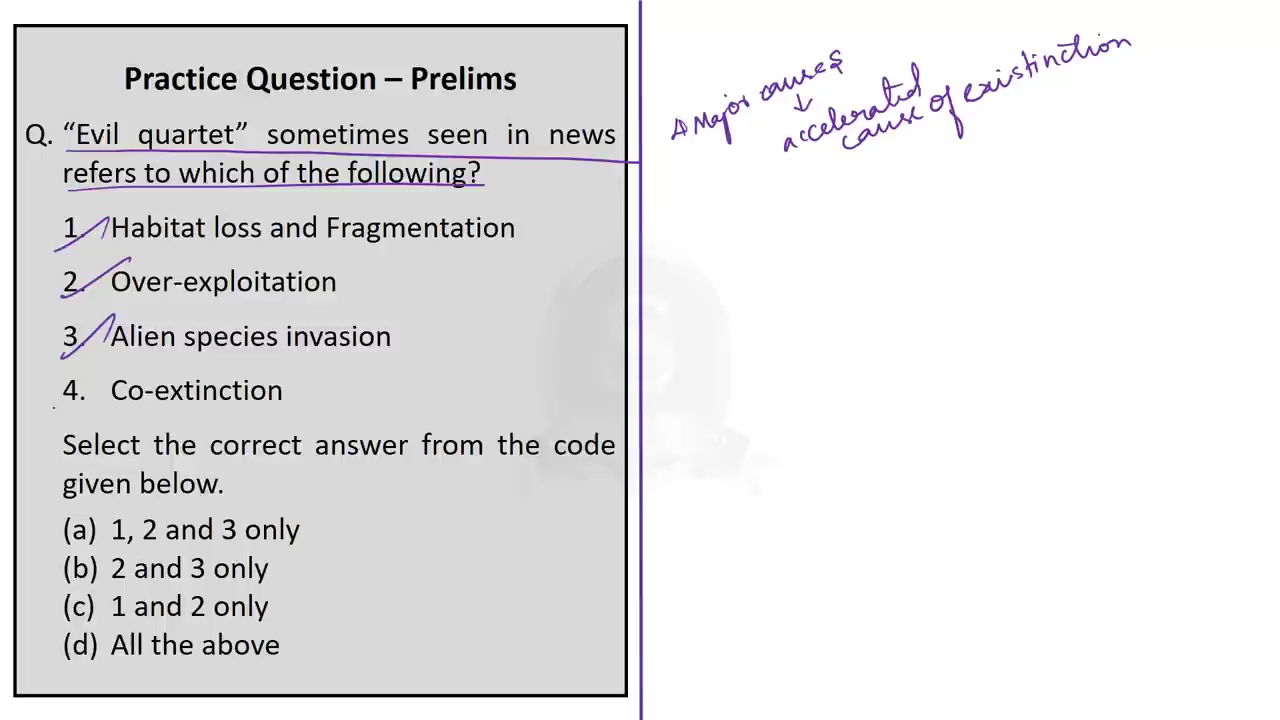 Practice Question – Prelims
Q. “Evil quartet” sometimes seen in news
refers to which of the following?
1. Habitat loss and Fragmentation
2. Over-exploitation
3. Alien species invasion
4. Co-extinction
Select the correct answer from the code
given below.
(a) 1, 2 and 3 only
(b) 2 and 3 only
(c) 1 and 2 only
(d) All the above
Major causes
↓
accelerated
cause of existinction